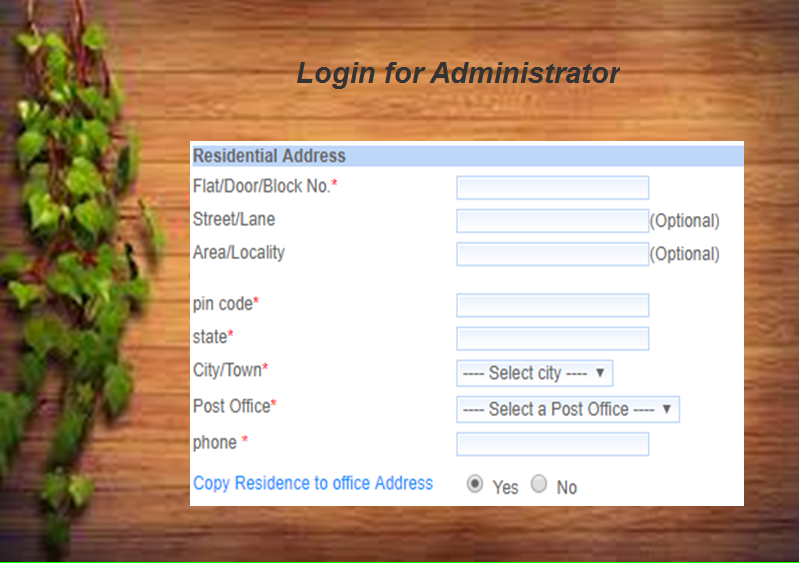 Login for Administrator
Residential Address
Flat/Door/Block No.*
Street/Lane (Optional)
Area/Locality (Optional)
pin code*
state*
City/Town* ---- Select city ---- ▼
Post Office* ---- Select a Post Office ---- ▼
phone *
Copy Residence to office Address Yes No